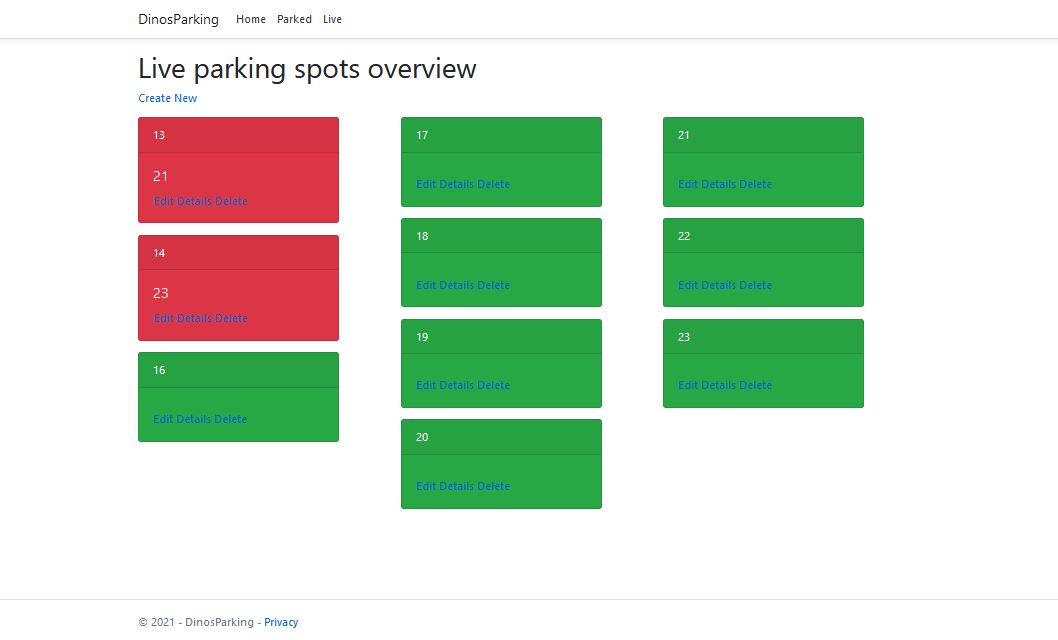 DinosParking Home Parked Live
Live parking spots overview
Create New
13
21
Edit Details Delete
14
23
Edit Details Delete
16
Edit Details Delete
17
Edit Details Delete
18
Edit Details Delete
19
Edit Details Delete
20
Edit Details Delete
21
Edit Details Delete
22
Edit Details Delete
23
Edit Details Delete
© 2021 - DinosParking - Privacy